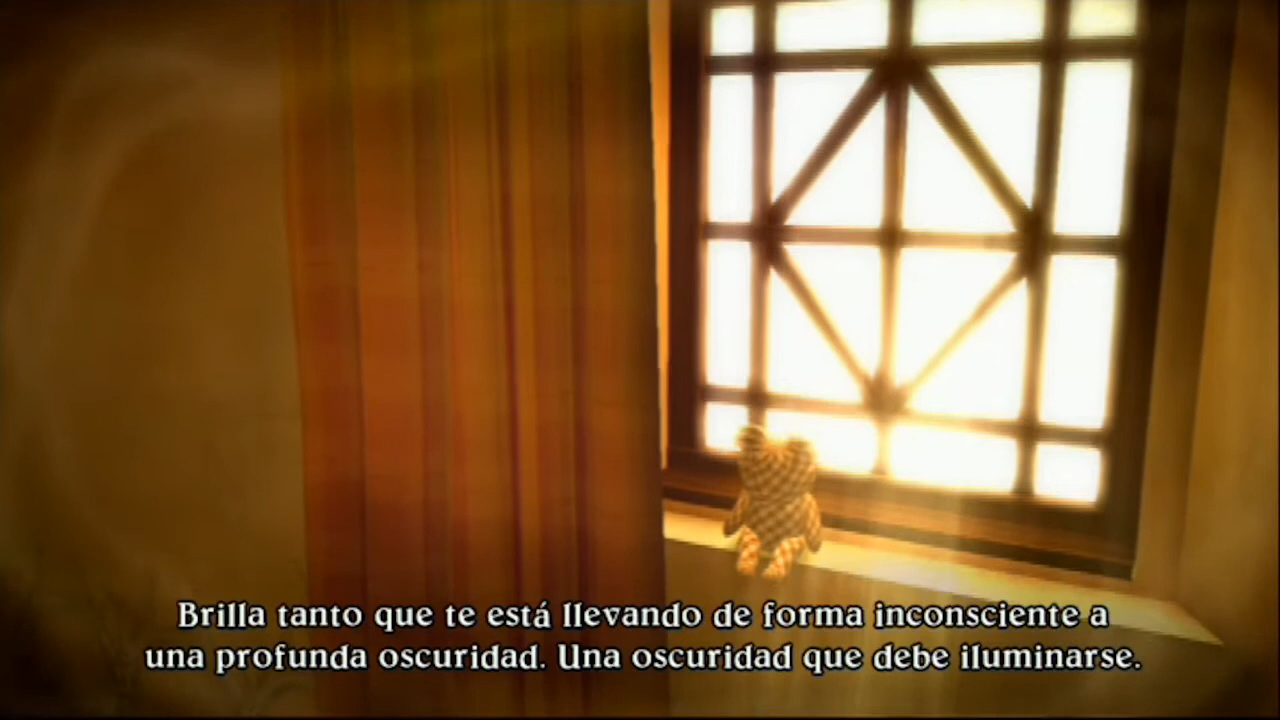 Brilla tanto que te está llevando de forma inconsciente a
una profunda oscuridad. Una oscuridad que debe iluminarse.